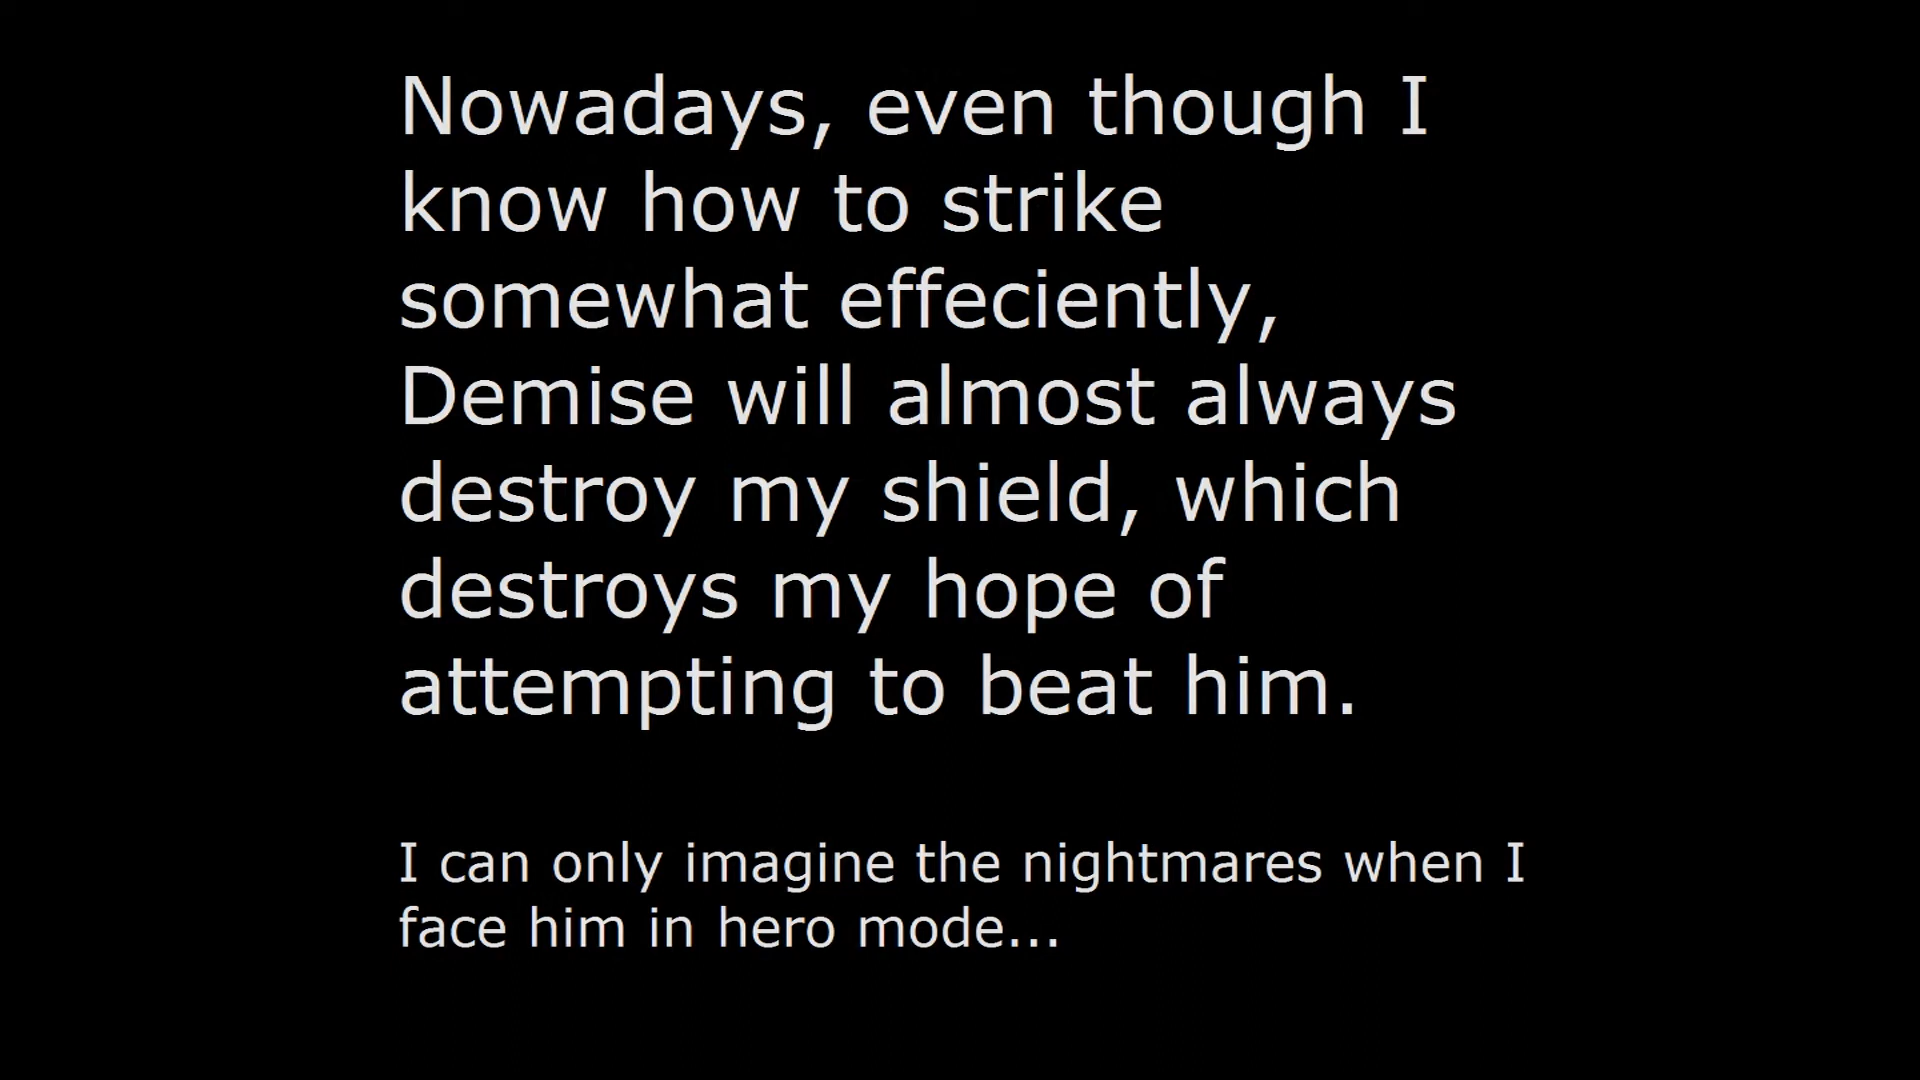 Nowadays, even though I
know how to strike
somewhat effeciently,
Demise will almost always
destroy my shield, which
destroys my hope of
attempting to beat him.
I can only imagine the nightmares when I
face him in hero mode...